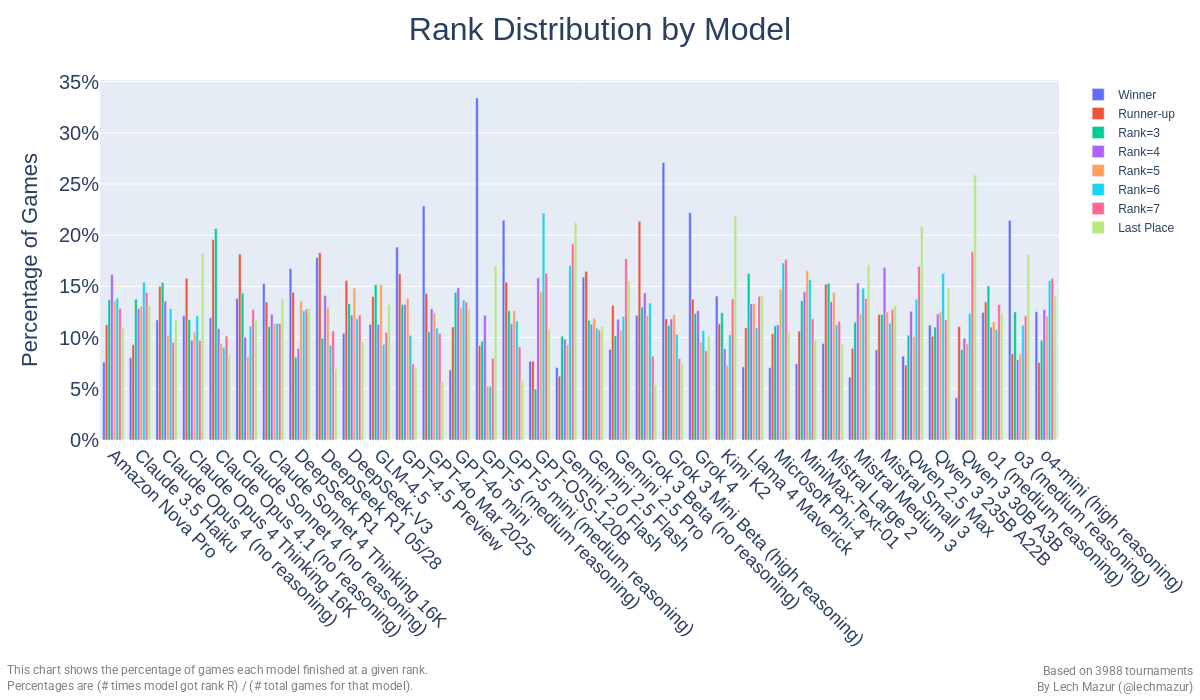 Rank Distribution by Model
35%
30%
25%
20%
15%
10%
5%
0%
Percentage of Games
Winner
Runner-up
Rank=3
Rank=4
Rank=5
Rank=6
Rank=7
Last Place
Amazon Nova Pro
Claude 3.5 Haiku
Claude Opus 4 (no reasoning)
Claude Opus 4 Thinking 16K
Claude Opus 4.1 (no reasoning)
Claude Sonnet 4 (no reasoning)
Claude Sonnet 4 Thinking 16K
DeepSeek R1
DeepSeek R1 05/28
DeepSeek-V3
GLM-4.5
GPT-4.5 Preview
GPT-4o Mar 2025
GPT-4o mini
GPT-5 (medium reasoning)
GPT-5 mini (medium reasoning)
GPT-OSS-120B
Gemini 2.0 Flash
Gemini 2.5 Flash
Gemini 2.5 Pro
Grok 3 Beta (no reasoning)
Grok 3 Mini Beta (high reasoning)
Grok 4
Kimi K2
Llama 4 Maverick
Microsoft Phi-4
MiniMax-Text-01
Mistral Large 2
Mistral Medium 3
Mistral Small 3
Qwen 2.5 Max
Qwen 3 235B A22B
Qwen 3 30B A3B
o1 (medium reasoning)
o3 (medium reasoning)
o4-mini (high reasoning)
This chart shows the percentage of games each model finished at a given rank.
Percentages are (# times model got rank R) / (# total games for that model).
Based on 3988 tournaments
By Lech Mazur (@lechmazur)